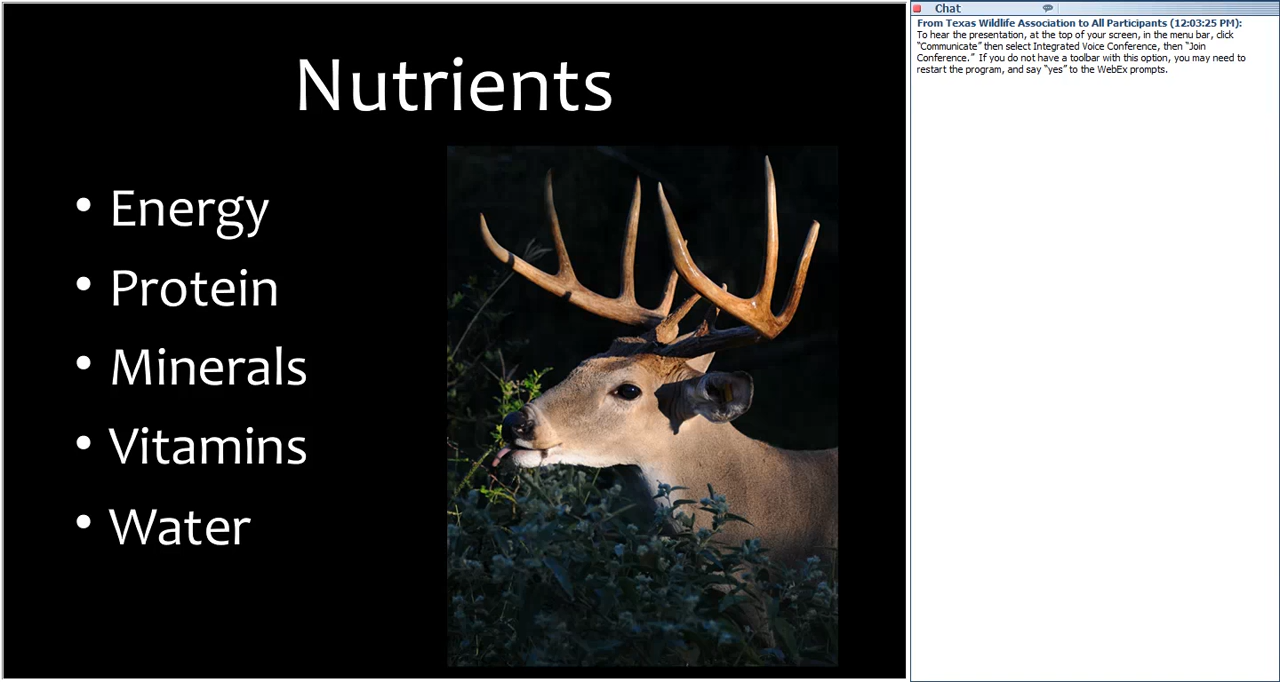 Nutrients
• Energy
• Protein
• Minerals
• Vitamins
• Water
Chat
From Texas Wildlife Association to All Participants (12:03:25 PM):
To hear the presentation, at the top of your screen, in the menu bar, click
“Communicate” then select Integrated Voice Conference, then “Join
Conference.”  If you do not have a toolbar with this option, you may need to
restart the program, and say “yes” to the WebEx prompts.